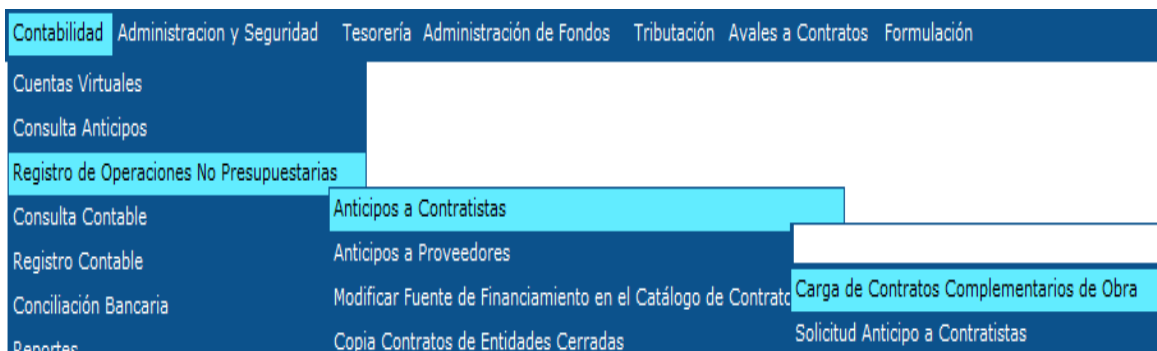 Contabilidad Administracion y Seguridad Tesorería Administración de Fondos Tributación Avales a Contratos Formulación
Cuentas Virtuales
Consulta Anticipos
Registro de Operaciones No Presupuestarias
Consulta Contable
Registro Contable
Conciliación Bancaria
Reportes
Anticipos a Contratistas
Anticipos a Proveedores
Modificar Fuente de Financiamiento en el Catálogo de Contrato
Copia Contratos de Entidades Cerradas
Carga de Contratos Complementarios de Obra
Solicitud Anticipo a Contratistas